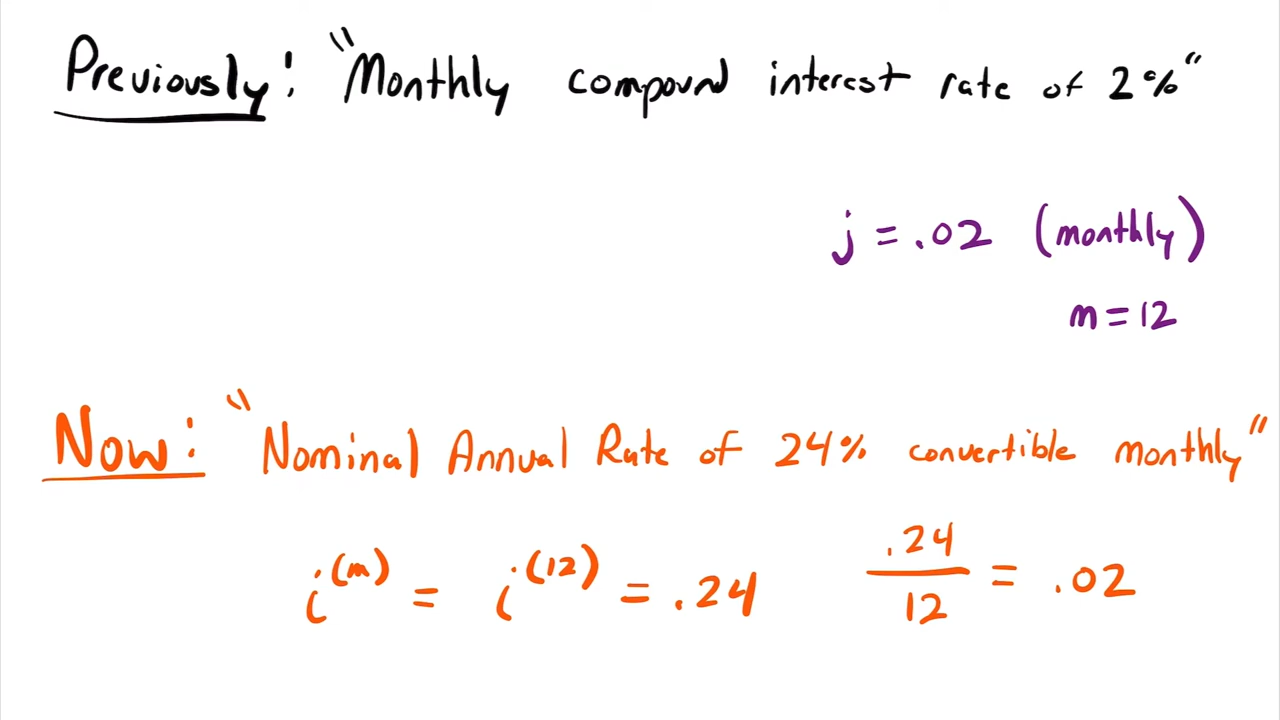 Previously: "Monthly compound interest rate of 2%"
j = .02 (monthly)
m = 12
Now: "Nominal Annual Rate of 24% convertible monthly"
i^(m) = i^(12) = .24 .24/12 = .02